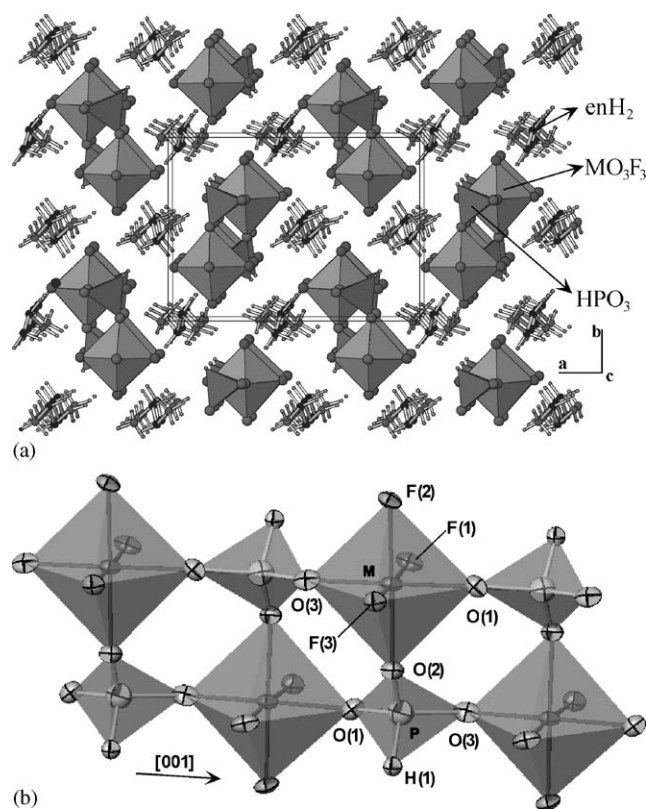 enH2
MO3F3
HPO3
b
a
c
(a)
F(2)
F(1)
M
O(3)
O(1)
F(3)
O(2)
O(1)
P
O(3)
[001]
H(1)
(b)